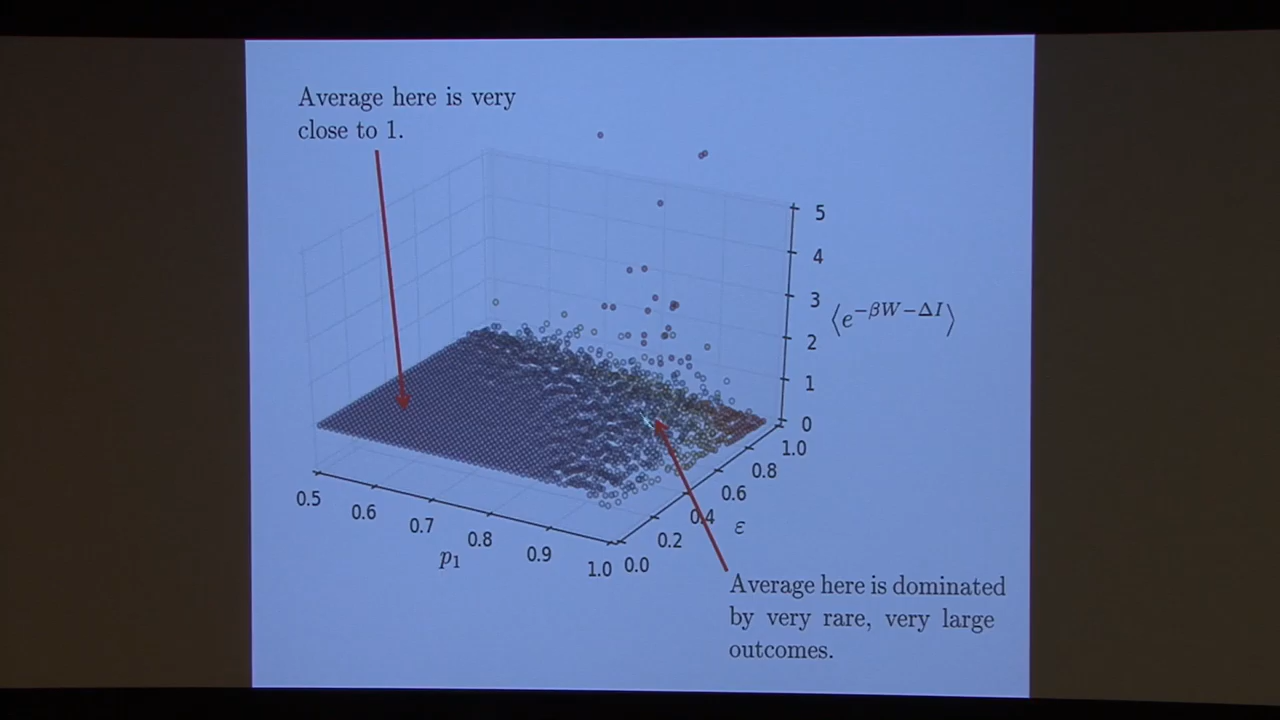 Average here is very
close to 1.
5
4
3
2
1
0
⟨e^{−βW−ΔI}⟩
0.5
0.6
0.7
0.8
0.9
1.0
p₁
0.0
0.2
0.4
0.6
0.8
1.0
ε
Average here is dominated
by very rare, very large
outcomes.